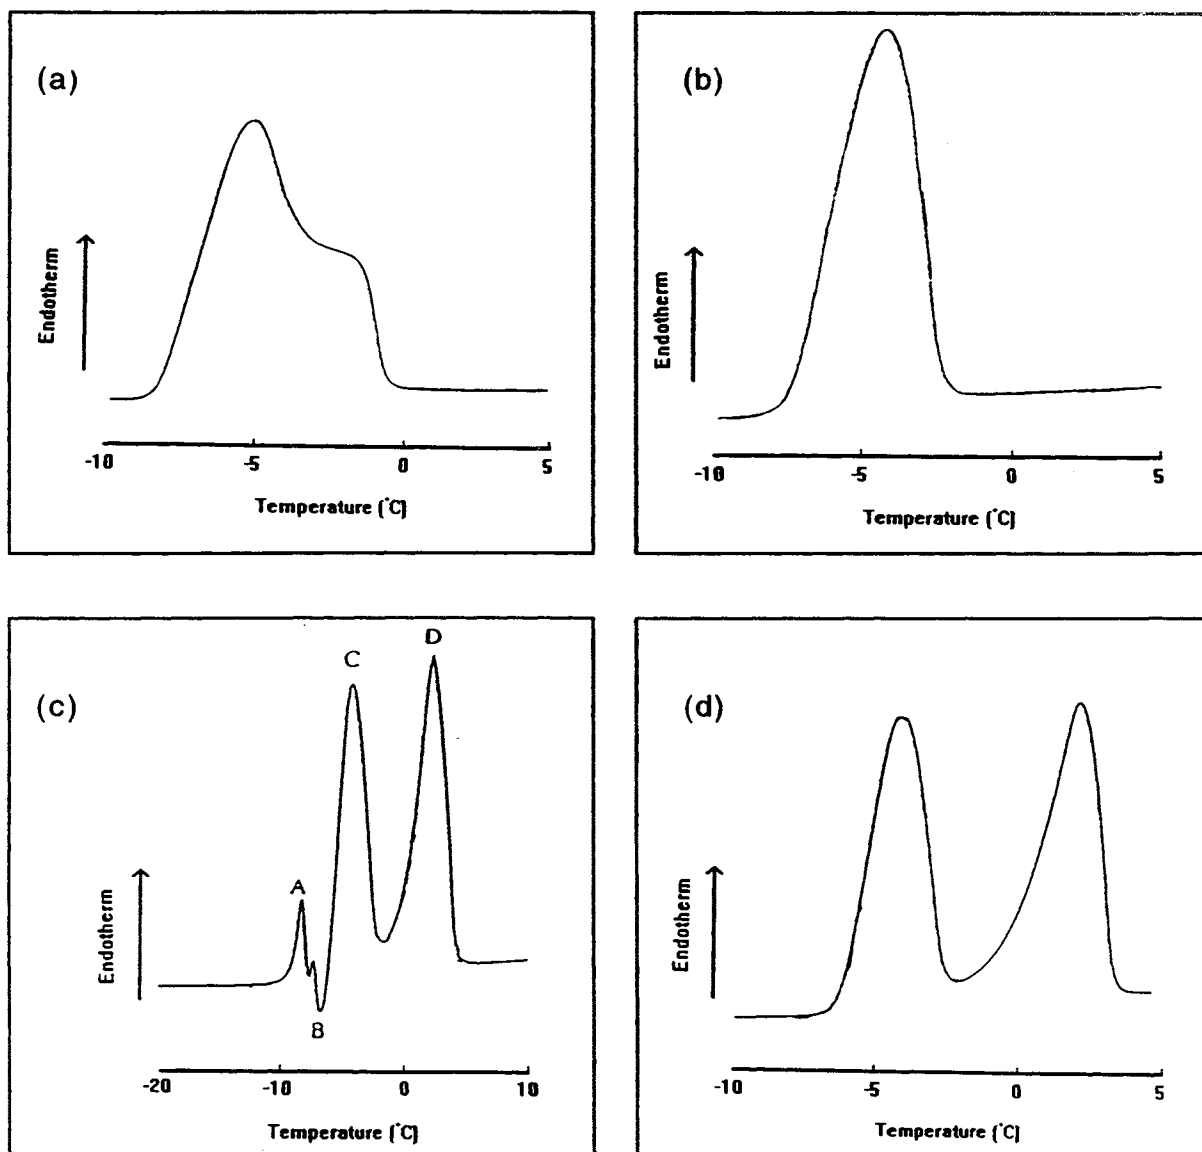 (a)
Endotherm
-10 -5 0 5
Temperature (°C)
(b)
Endotherm
-10 -5 0 5
Temperature (°C)
(c)
A
B
C
D
Endotherm
-20 -10 0 10
Temperature (°C)
(d)
Endotherm
-10 -5 0 5
Temperature (°C)